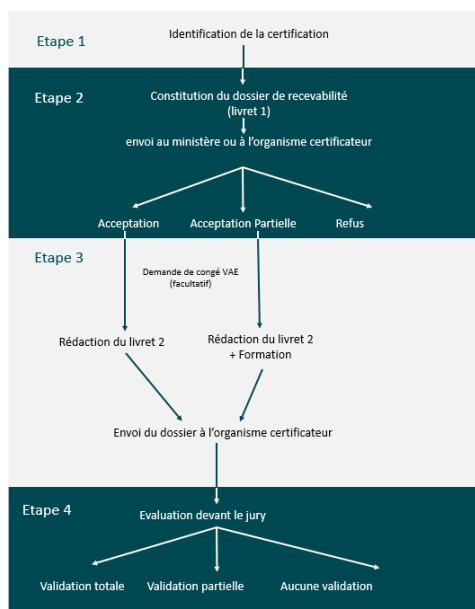 Etape 1
Identification de la certification
Etape 2
Constitution du dossier de recevabilité
(livret 1)
envoi au ministère ou à l'organisme certificateur
Acceptation
Acceptation Partielle
Refus
Etape 3
Demande de congé VAE
(facultatif)
Rédaction du livret 2
Rédaction du livret 2
+ Formation
Envoi du dossier à l'organisme certificateur
Etape 4
Evaluation devant le jury
Validation totale
Validation partielle
Aucune validation